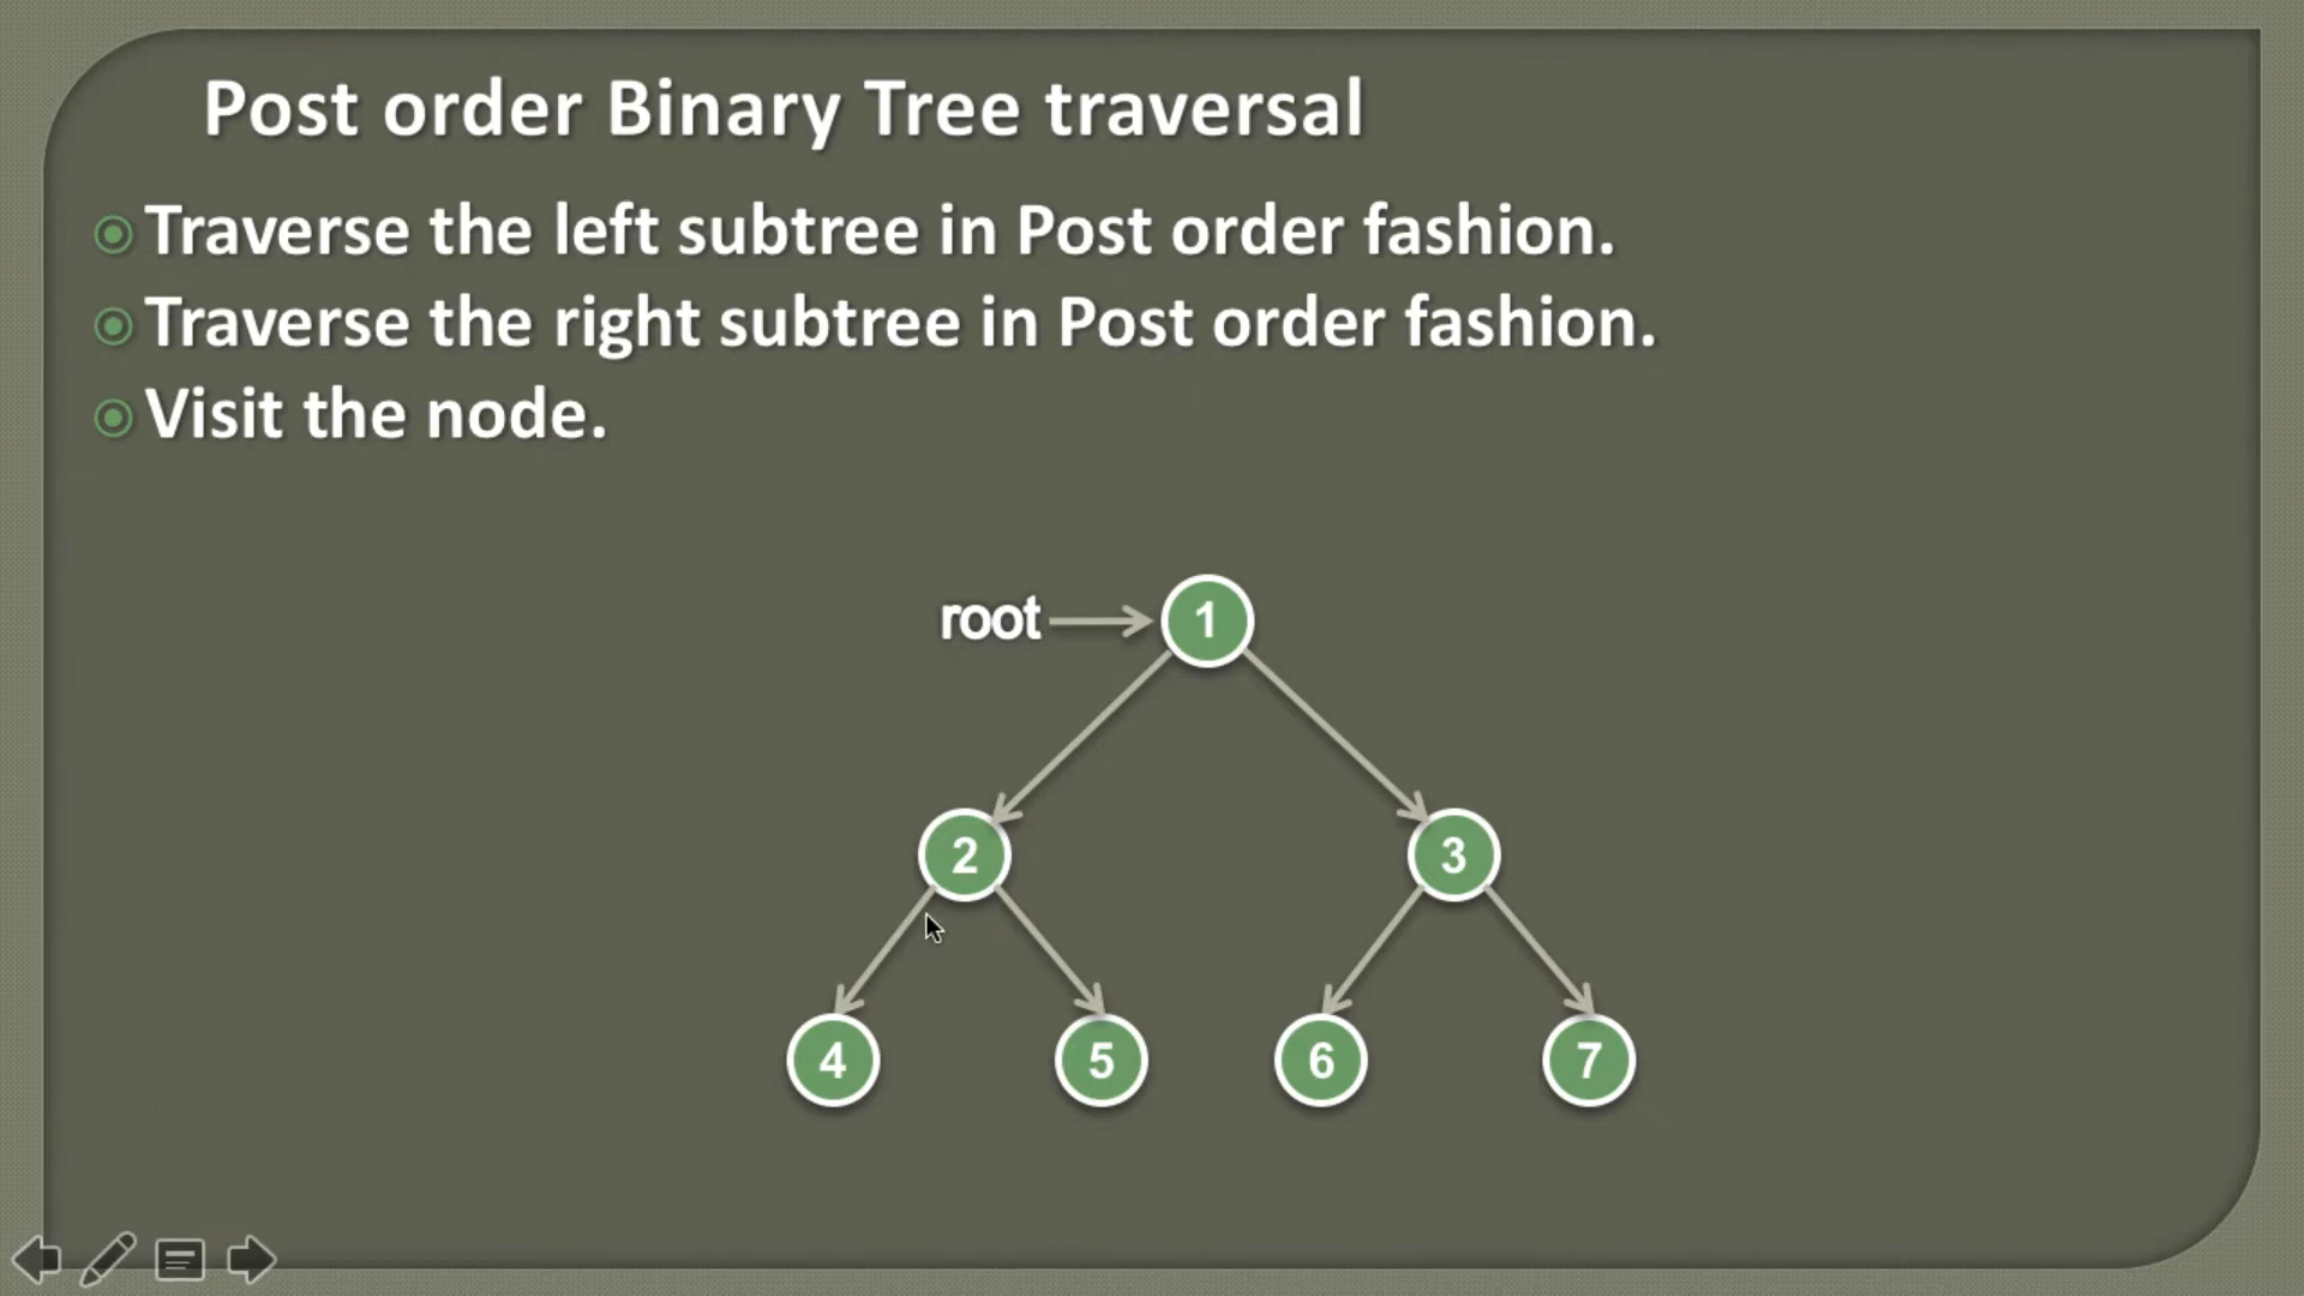 Post order Binary Tree traversal
Traverse the left subtree in Post order fashion.
Traverse the right subtree in Post order fashion.
Visit the node.
root 1
2 3
4 5 6 7